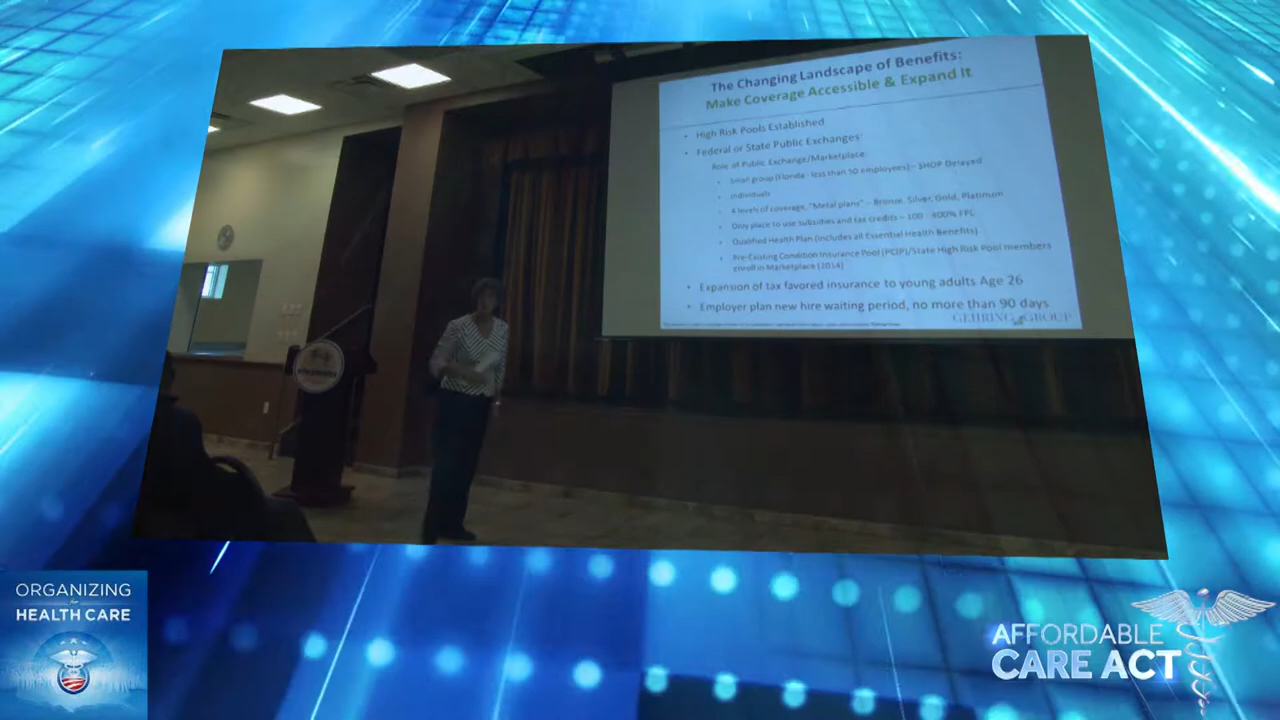 The Changing Landscape of Benefits:
Make Coverage Accessible & Expand It
• High Risk Pools Established
• Federal or State Public Exchanges:
Role of Public Exchange/Marketplace:
• Small group (Florida - less than 50 employees) – SHOP Delayed
• Individuals
• 4 levels of coverage, "Metal plans" – Bronze, Silver, Gold, Platinum
• Only place to use subsidies and tax credits – 100 - 400% FPL
• Qualified Health Plan (includes all Essential Health Benefits)
• Pre-Existing Condition Insurance Pool (PCIP)/State High Risk Pool members
enroll in Marketplace (2014)
• Expansion of tax favored insurance to young adults Age 26
• Employer plan new hire waiting period, no more than 90 days
GEHRING GROUP
ORGANIZING
for
HEALTH CARE
AFFORDABLE
CARE ACT